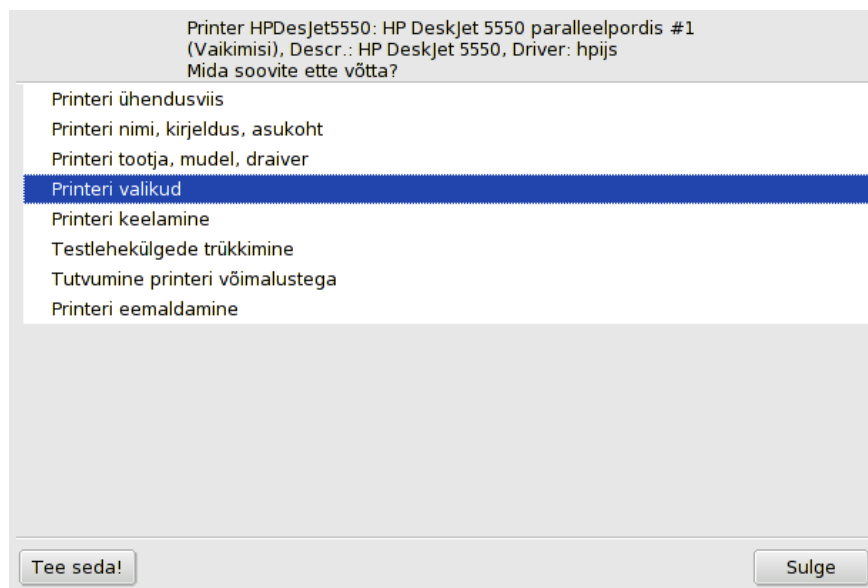 Printer HPDesJet5550: HP DeskJet 5550 paralleelpordis #1
(Vaikimisi), Descr.: HP DeskJet 5550, Driver: hpijs
Mida soovite ette võtta?
Printeri ühendusviis
Printeri nimi, kirjeldus, asukoht
Printeri tootja, mudel, draiver
Printeri valikud
Printeri keelamine
Testlehekülgede trükkimine
Tutvumine printeri võimalustega
Printeri eemaldamine
Tee seda!
Sulge